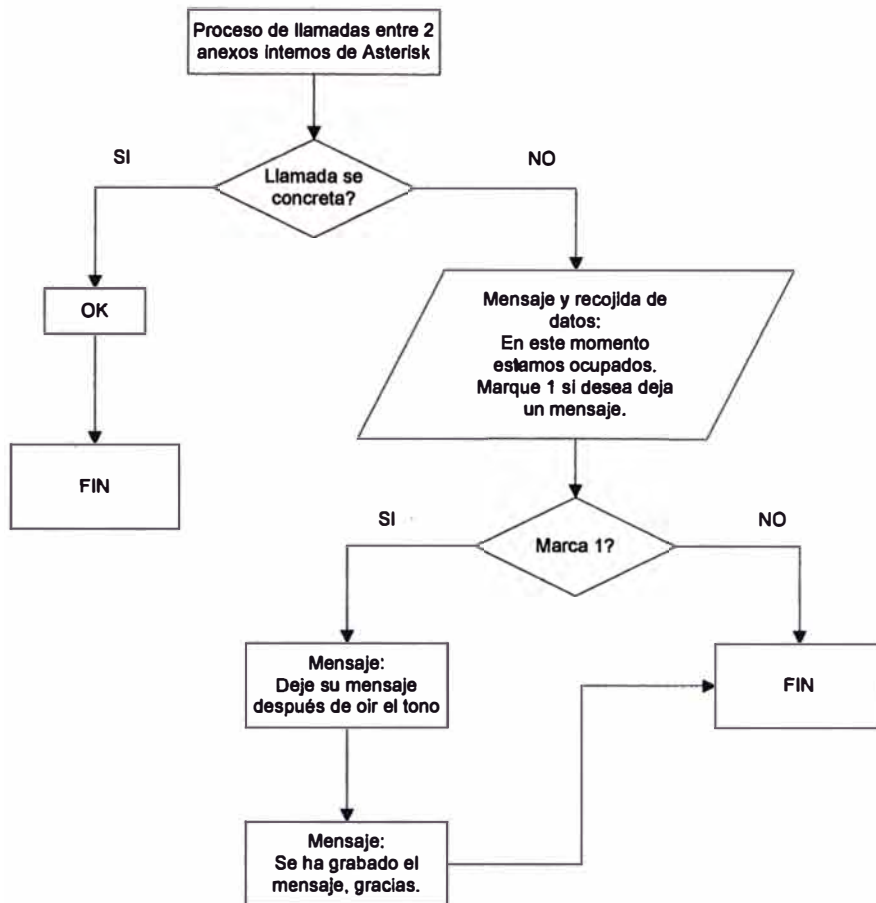 Proceso de llamadas entre 2
anexos internos de Asterisk
SI
NO
Llamada se
concreta?
OK
Mensaje y recojida de
datos:
En este momento
estamos ocupados.
Marque 1 si desea deja
un mensaje.
FIN
SI
NO
Marca 1?
Mensaje:
Deje su mensaje
después de oir el tono
FIN
Mensaje:
Se ha grabado el
mensaje, gracias.